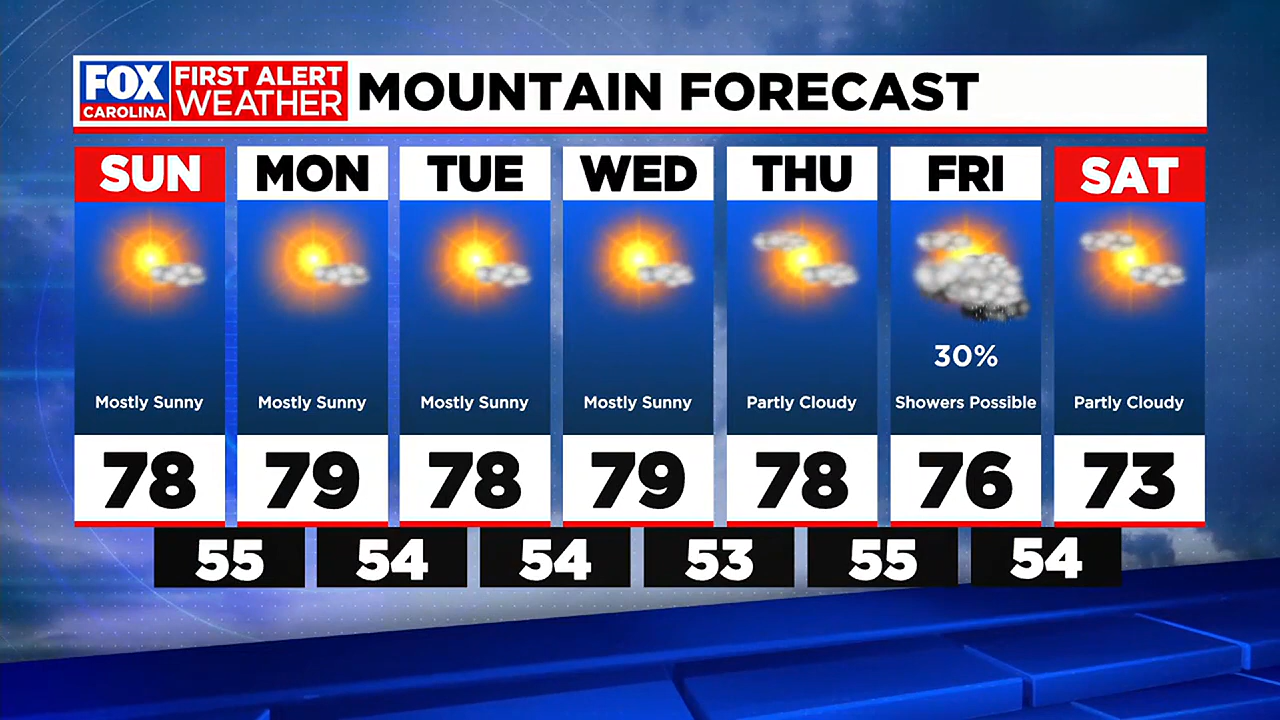 FOX
CAROLINA
FIRST ALERT
WEATHER
MOUNTAIN FORECAST
SUN MON TUE WED THU FRI SAT
30%
Mostly Sunny Mostly Sunny Mostly Sunny Mostly Sunny Partly Cloudy Showers Possible Partly Cloudy
78 79 78 79 78 76 73
55 54 54 53 55 54